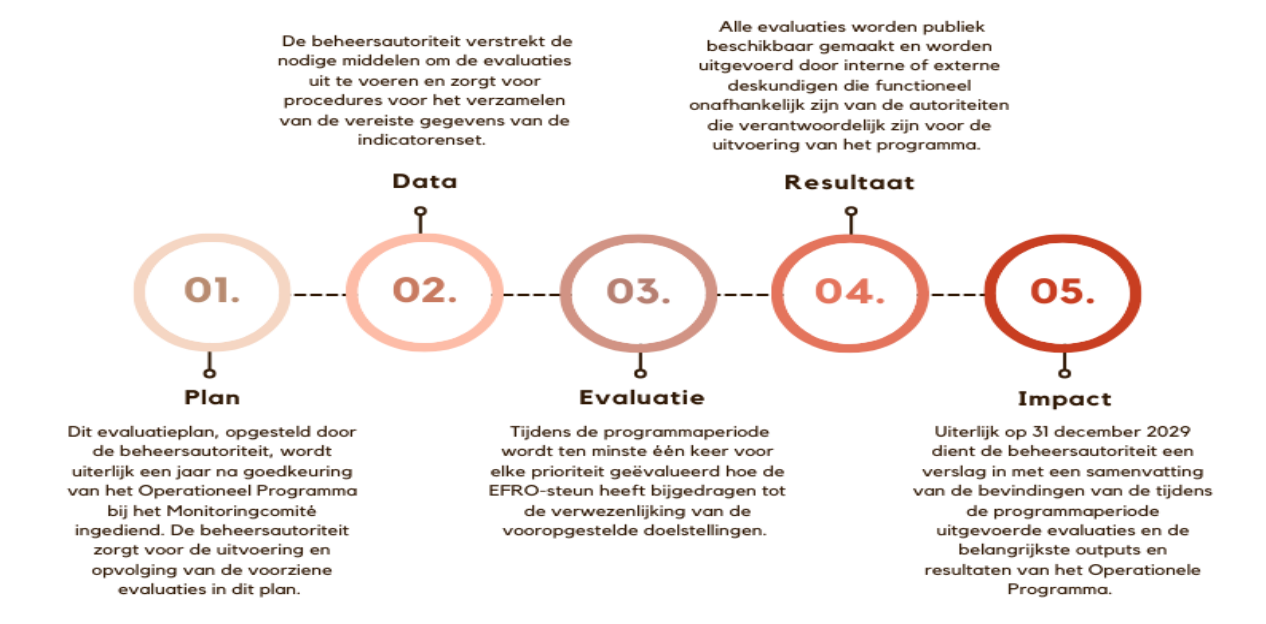 De beheersautoriteit verstrekt de
nodige middelen om de evaluaties
uit te voeren en zorgt voor
procedures voor het verzamelen
van de vereiste gegevens van de
indicatorenset.
Data
Alle evaluaties worden publiek
beschikbaar gemaakt en worden
uitgevoerd door interne of externe
deskundigen die functioneel
onafhankelijk zijn van de autoriteiten
die verantwoordelijk zijn voor de
uitvoering van het programma.
Resultaat
01.
02.
03.
04.
05.
Plan
Dit evaluatieplan, opgesteld door
de beheersautoriteit, wordt
uiterlijk een jaar na goedkeuring
van het Operationeel Programma
bij het Monitoringcomité
ingediend. De beheersautoriteit
zorgt voor de uitvoering en
opvolging van de voorziene
evaluaties in dit plan.
Evaluatie
Tijdens de programmaperiode
wordt ten minste één keer voor
elke prioriteit geëvalueerd hoe de
EFRO-steun heeft bijgedragen tot
de verwezenlijking van de
vooropgestelde doelstellingen.
Impact
Uiterlijk op 31 december 2029
dient de beheersautoriteit een
verslag in met een samenvatting
van de bevindingen van de tijdens
de programmaperiode
uitgevoerde evaluaties en de
belangrijkste outputs en
resultaten van het Operationele
Programma.